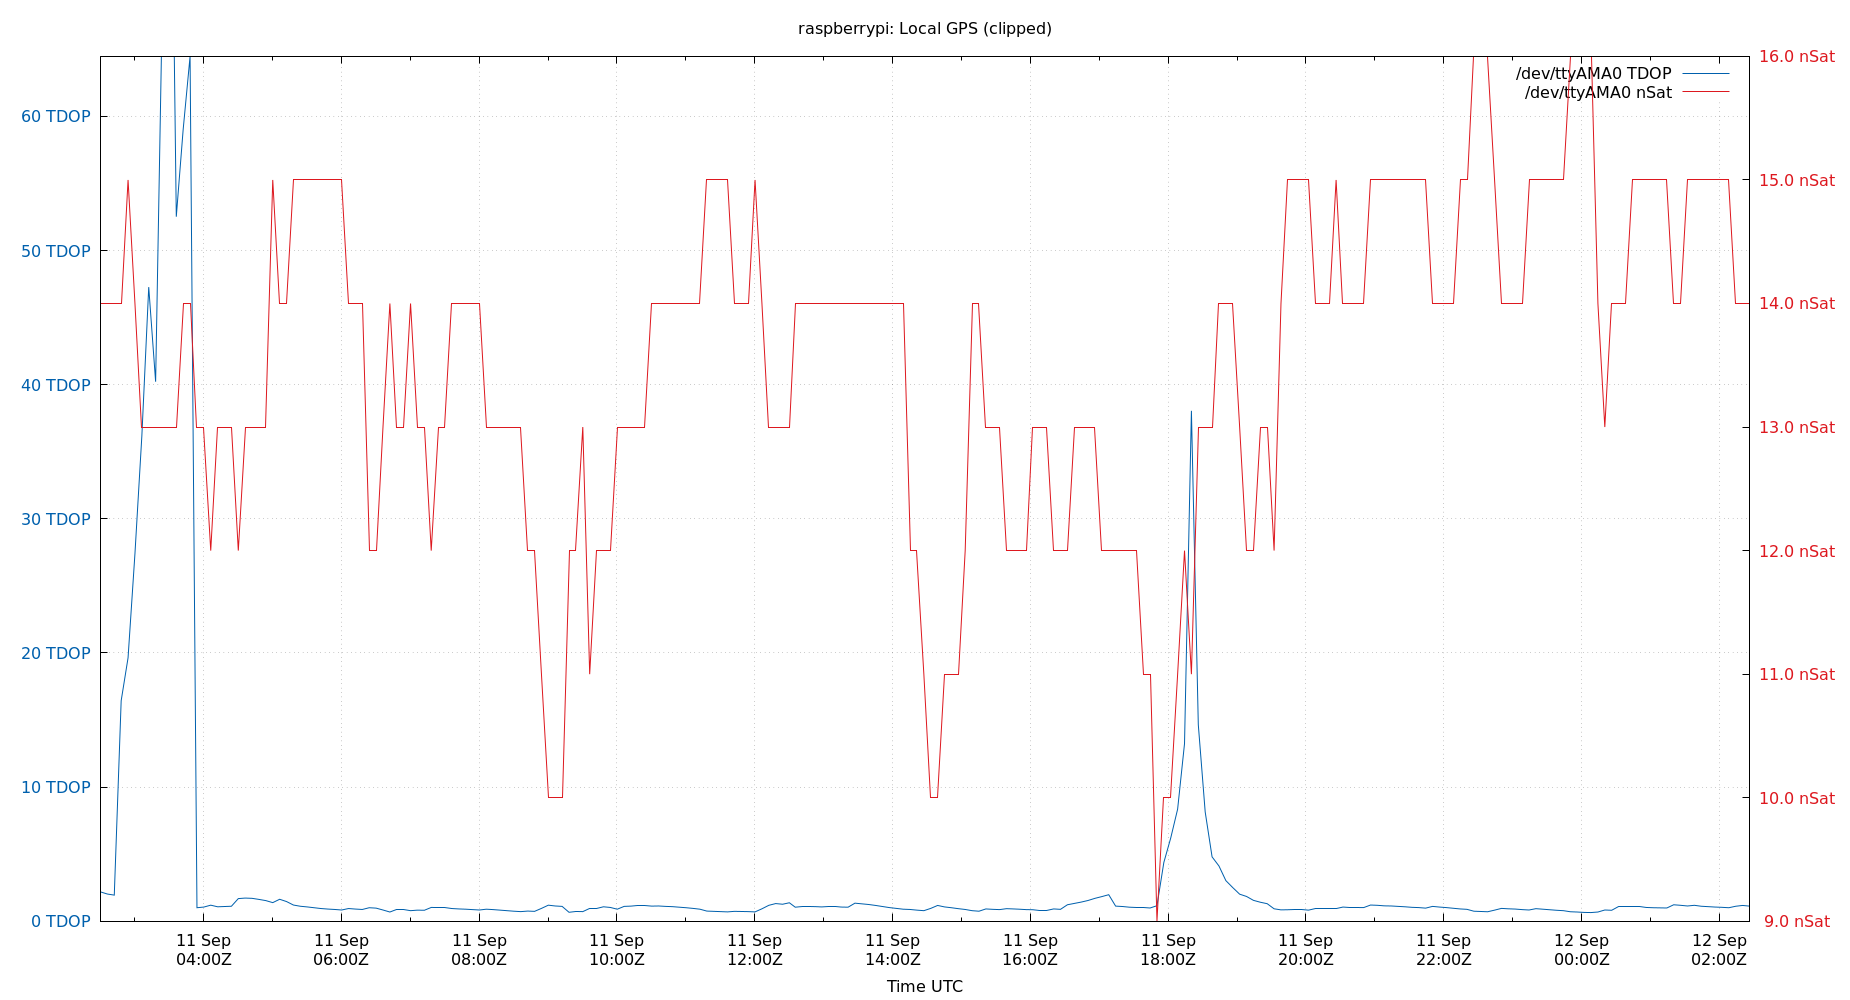 raspberrypi: Local GPS (clipped)
/dev/ttyAMA0 TDOP
/dev/ttyAMA0 nSat
60 TDOP
50 TDOP
40 TDOP
30 TDOP
20 TDOP
10 TDOP
0 TDOP
16.0 nSat
15.0 nSat
14.0 nSat
13.0 nSat
12.0 nSat
11.0 nSat
10.0 nSat
9.0 nSat
11 Sep
04:00Z
11 Sep
06:00Z
11 Sep
08:00Z
11 Sep
10:00Z
11 Sep
12:00Z
11 Sep
14:00Z
11 Sep
16:00Z
11 Sep
18:00Z
11 Sep
20:00Z
11 Sep
22:00Z
12 Sep
00:00Z
12 Sep
02:00Z
Time UTC